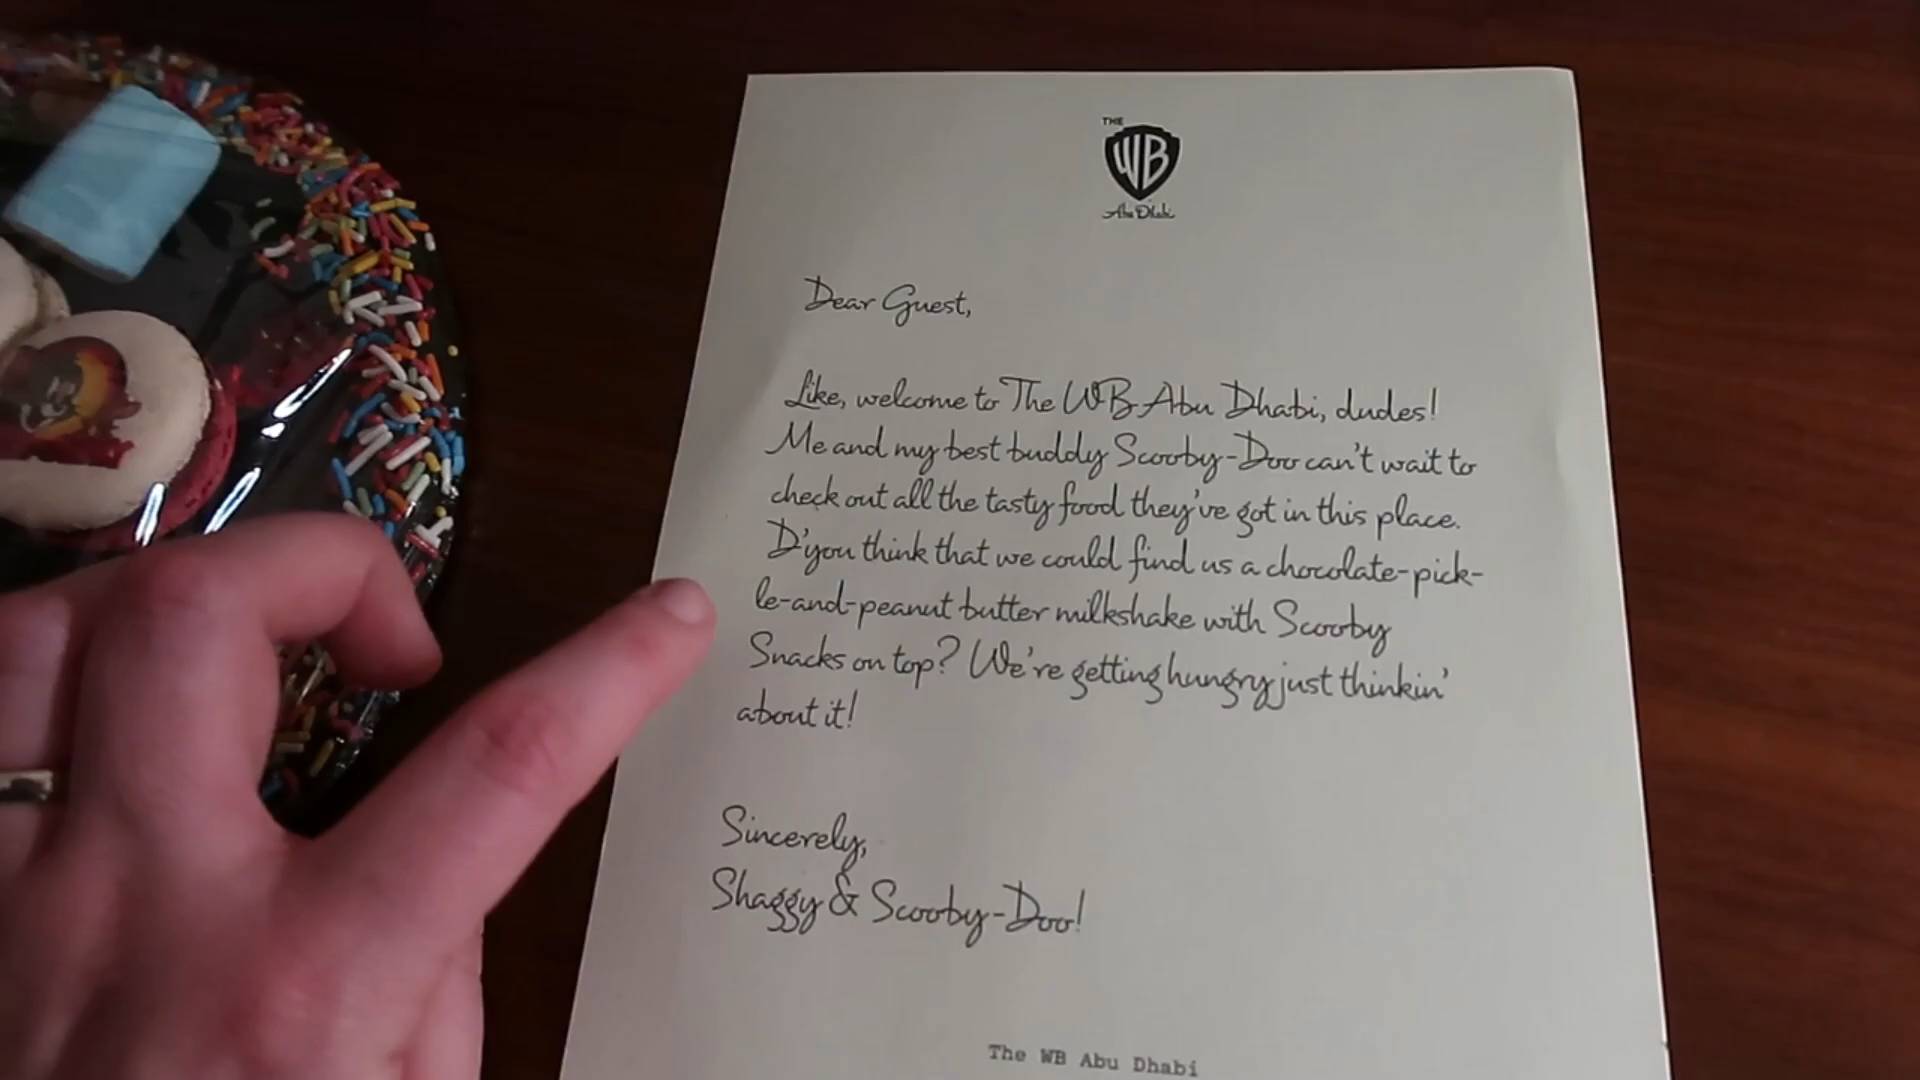 THE
WB
Abu Dhabi
Dear Guest,
Like, welcome to The WB Abu Dhabi, dudes!
Me and my best buddy Scooby-Doo can't wait to
check out all the tasty food they've got in this place.
D'you think that we could find us a chocolate-pick-
le-and-peanut butter milkshake with Scooby
Snacks on top? We're getting hungry just thinkin'
about it!
Sincerely,
Shaggy & Scooby-Doo!
The WB Abu Dhabi